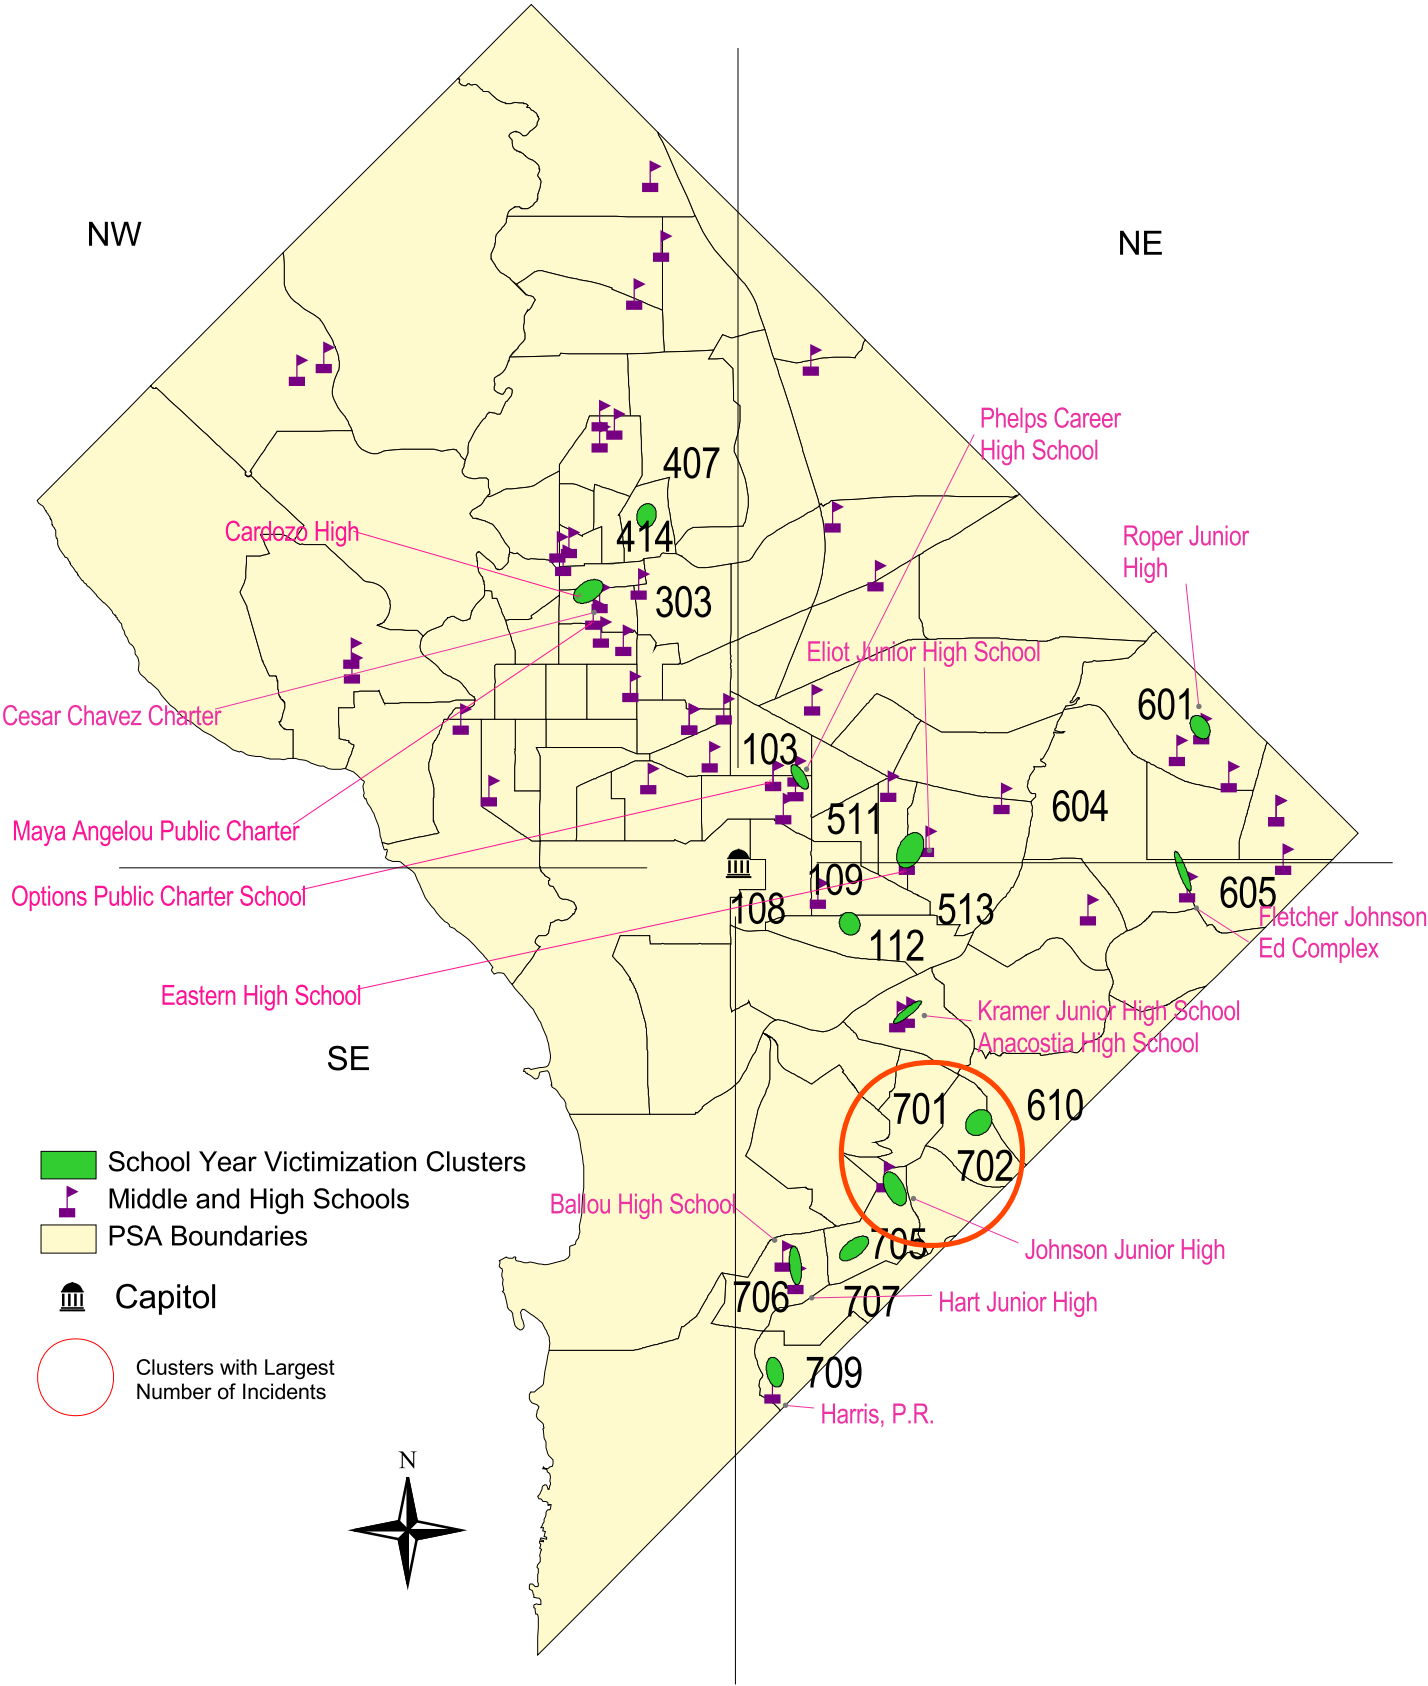 NW
NE
Phelps Career
High School
407
Cardozo High
414
Roper Junior
High
303
Eliot Junior High School
Cesar Chavez Charter
601
103
604
511
Maya Angelou Public Charter
109
Options Public Charter School
108
513
605
Fletcher Johnson
Ed Complex
112
Eastern High School
Kramer Junior High School
Anacostia High School
SE
701
610
702
School Year Victimization Clusters
Middle and High Schools
PSA Boundaries
Ballou High School
705
Johnson Junior High
Capitol
706
707
Hart Junior High
Clusters with Largest
Number of Incidents
709
Harris, P.R.
N